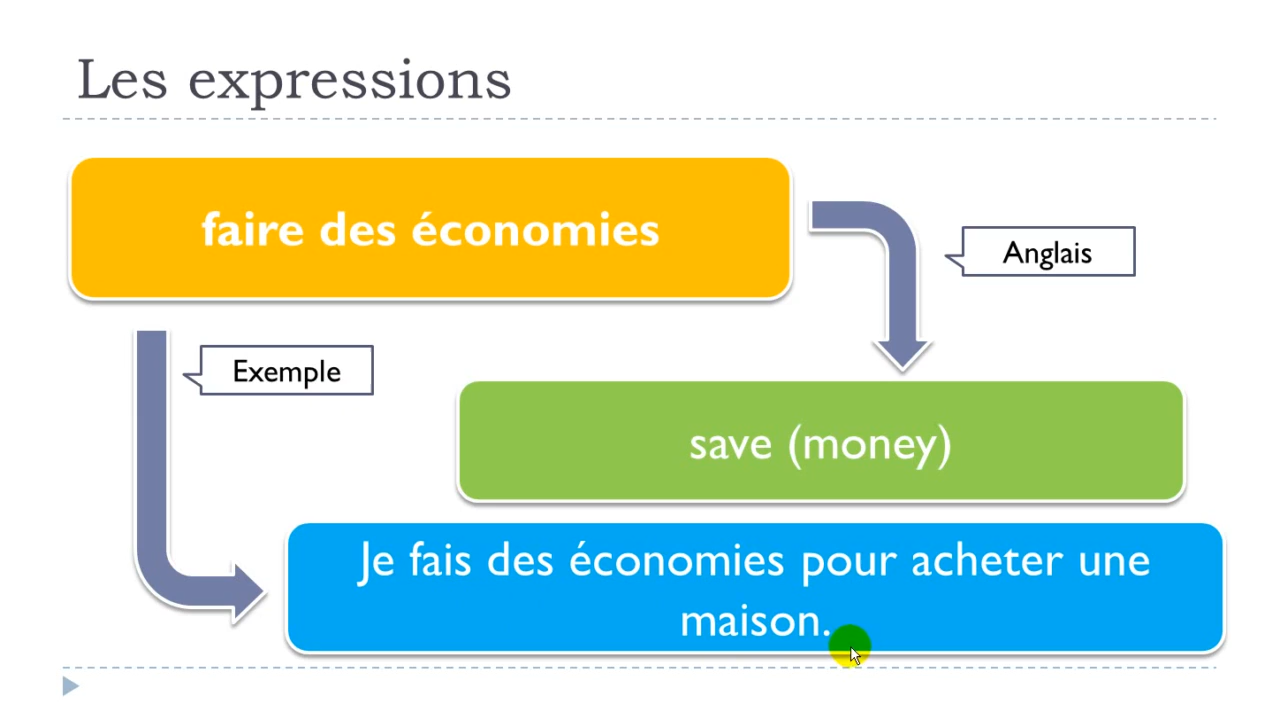 Les expressions
faire des économies
Anglais
Exemple
save (money)
Je fais des économies pour acheter une
maison.